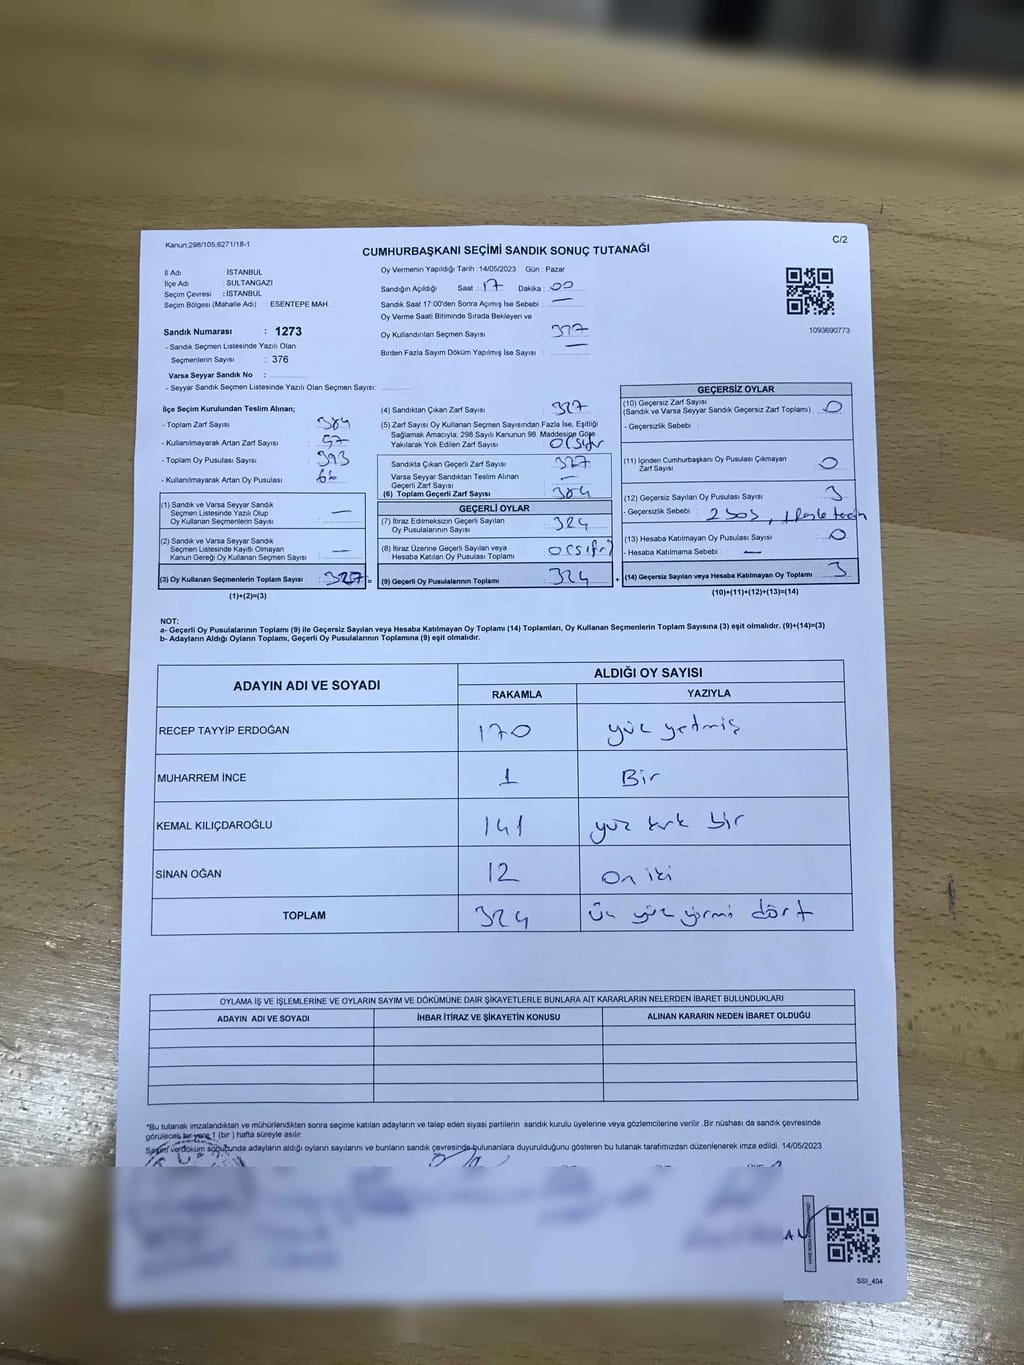 Kanun:298/105,6271/18-1
C/2
CUMHURBAŞKANI SEÇİMİ SANDIK SONUÇ TUTANAĞI
İl Adı : İSTANBUL
İlçe Adı : SULTANGAZİ
Seçim Çevresi : İSTANBUL
Seçim Bölgesi (Mahalle Adı) : ESENTEPE MAH.
Sandık Numarası : 1273
- Sandık Seçmen Listesinde Yazılı Olan
Seçmenlerin Sayısı : 376
Varsa Seyyar Sandık No :
- Seyyar Sandık Seçmen Listesinde Yazılı Olan Seçmen Sayısı:
Oy Vermenin Yapıldığı Tarih : 14/05/2023 Gün : Pazar
Sandığın Açıldığı Saat : 17 Dakika : 00
Sandık Saat 17:00'den Sonra Açımış İse Sebebi : —
Oy Verme Saati Bitiminde Sırada Bekleyen ve
Oy Kullandırılan Seçmen Sayısı : 327
Birden Fazla Sayım Döküm Yapılmış İse Sayısı : —
1093690773
İlçe Seçim Kurulundan Teslim Alınan;
- Toplam Zarf Sayısı : 384
- Kullanılmayarak Artan Zarf Sayısı : 57
- Toplam Oy Pusulası Sayısı : 393
- Kullanılmayarak Artan Oy Pusulası : 66
(1) Sandık ve Varsa Seyyar Sandık
Seçmen Listesinde Yazılı Olup
Oy Kullanan Seçmenlerin Sayısı : —
(2) Sandık ve Varsa Seyyar Sandık
Seçmen Listesinde Kayıtlı Olmayan
Kanun Gereği Oy Kullanan Seçmen Sayısı : —
(3) Oy Kullanan Seçmenlerin Toplam Sayısı : 327 =
(1)+(2)=(3)
(4) Sandıktan Çıkan Zarf Sayısı : 327
(5) Zarf Sayısı Oy Kullanan Seçmen Sayısından Fazla İse, Eşitliği
Sağlamak Amacıyla; 298 Sayılı Kanunun 98. Maddesine Göre
Yakılarak Yok Edilen Zarf Sayısı : 0(sıfır)
Sandıkta Çıkan Geçerli Zarf Sayısı : 327
Varsa Seyyar Sandıktan Teslim Alınan
Geçerli Zarf Sayısı : —
(6) Toplam Geçerli Zarf Sayısı : 384
GEÇERLİ OYLAR
(7) İtiraz Edilmeksizin Geçerli Sayılan
Oy Pusulalarının Sayısı : 324
(8) İtiraz Üzerine Geçerli Sayılan veya
Hesaba Katılan Oy Pusulası Toplamı : 0(sıfır)
(9) Geçerli Oy Pusulalarının Toplamı : 324 +
GEÇERSİZ OYLAR
(10) Geçersiz Zarf Sayısı
(Sandık ve Varsa Seyyar Sandık Geçersiz Zarf Toplamı) : 0
- Geçersizlik Sebebi :
(11) İçinden Cumhurbaşkanı Oy Pusulası Çıkmayan
Zarf Sayısı : 0
(12) Geçersiz Sayılan Oy Pusulası Sayısı : 3
- Geçersizlik Sebebi : 2 boş, 1
(13) Hesaba Katılmayan Oy Pusulası Sayısı : 0
- Hesaba Katılmama Sebebi : —
(14) Geçersiz Sayılan veya Hesaba Katılmayan Oy Toplamı : 3
(10)+(11)+(12)+(13)=(14)
NOT:
a- Geçerli Oy Pusulalarının Toplamı (9) ile Geçersiz Sayılan veya Hesaba Katılmayan Oy Toplamı (14) Toplamları, Oy Kullanan Seçmenlerin Toplam Sayısına (3) eşit olmalıdır. (9)+(14)=(3)
b- Adayların Aldığı Oyların Toplamı, Geçerli Oy Pusulalarının Toplamına (9) eşit olmalıdır.
ADAYIN ADI VE SOYADI
ALDIĞI OY SAYISI
RAKAMLA YAZIYLA
RECEP TAYYİP ERDOĞAN 170 yüz yetmiş
MUHARREM İNCE 1 Bir
KEMAL KILIÇDAROĞLU 141 yüz kırk bir
SİNAN OĞAN 12 On iki
TOPLAM 324 Üç yüz yirmi dört
OYLAMA İŞ VE İŞLEMLERİNE VE OYLARIN SAYIM VE DÖKÜMÜNE DAİR ŞİKAYETLERLE BUNLARA AİT KARARLARIN NELERDEN İBARET BULUNDUKLARI
ADAYIN ADI VE SOYADI İHBAR İTİRAZ VE ŞİKAYETİN KONUSU ALINAN KARARIN NEDEN İBARET OLDUĞU
"Bu tutanak imzalandıktan ve mühürlendikten sonra seçime katılan adayların ve talep eden siyasi partilerin sandık kurulu üyelerine veya gözlemcilerine verilir .Bir nüshası da sandık çevresinde
görülecek bir yere 1 (bir ) hafta süreyle asılır.
Sayım ve döküm sonucunda adayların aldığı oyların sayılarını ve bunların sandık çevresinde bulunanlara duyurulduğunu gösteren bu tutanak tarafımızdan düzenlenerek imza edildi. 14/05/2023
SSI_404